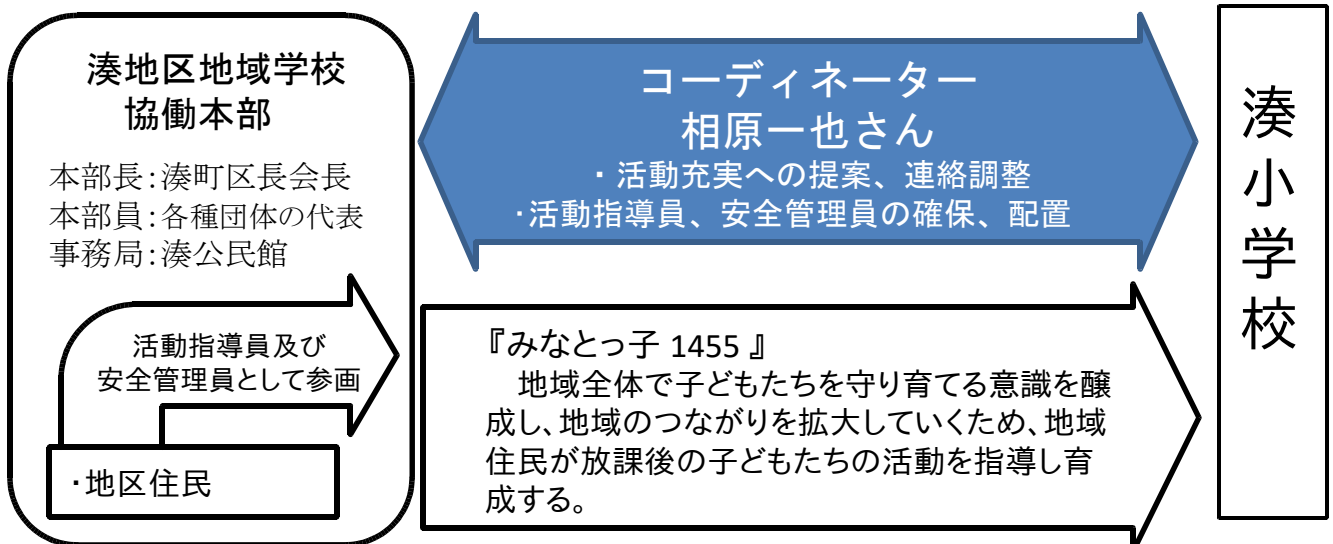 湊地区地域学校
協働本部
本部長:湊町区長会長
本部員:各種団体の代表
事務局:湊公民館
活動指導員及び
安全管理員として参画
・地区住民
コーディネーター
相原一也さん
・活動充実への提案、連絡調整
・活動指導員、安全管理員の確保、配置
『みなとっ子 1455 』
地域全体で子どもたちを守り育てる意識を醸
成し、地域のつながりを拡大していくため、地域
住民が放課後の子どもたちの活動を指導し育
成する。
湊小学校